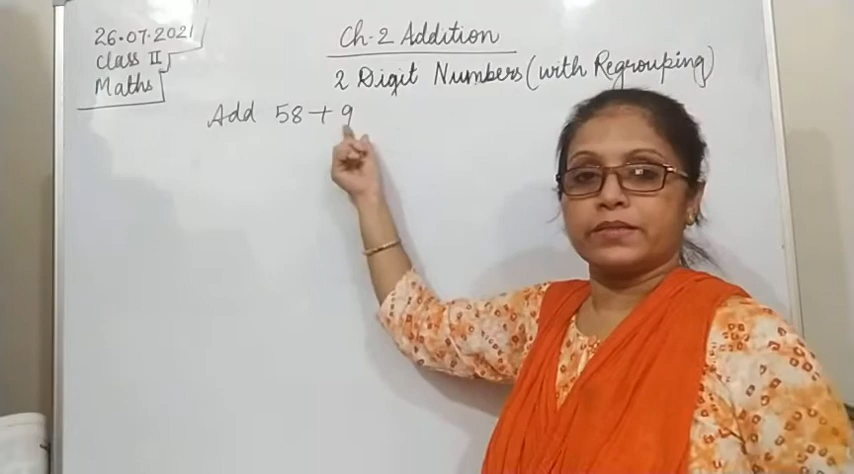 26.07.2021
Class II
Maths
Ch-2 Addition
2 Digit Numbers (with Regrouping)
Add 58+9